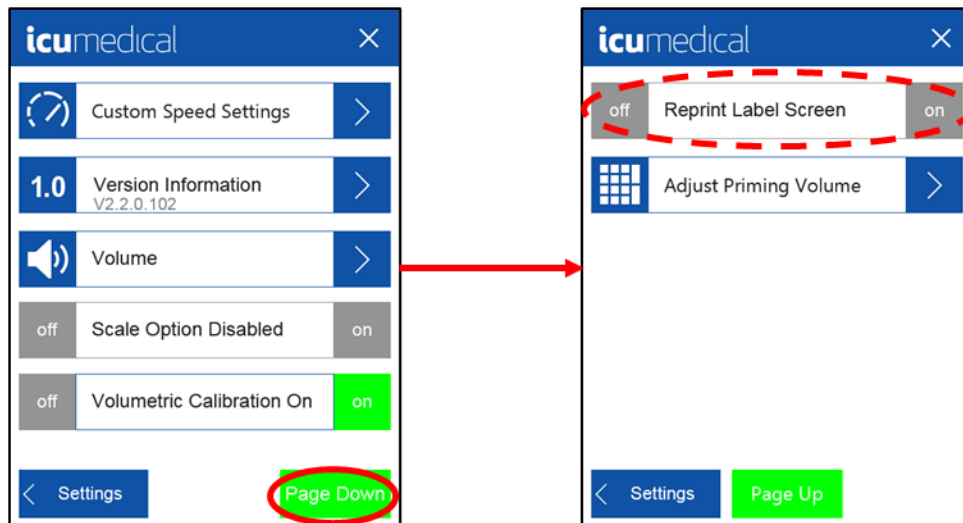 icumedical
Custom Speed Settings
1.0
Version Information
V2.2.0.102
Volume
off
Scale Option Disabled
on
off
Volumetric Calibration On
on
Settings
Page Down
icumedical
off
Reprint Label Screen
on
Adjust Priming Volume
Settings
Page Up